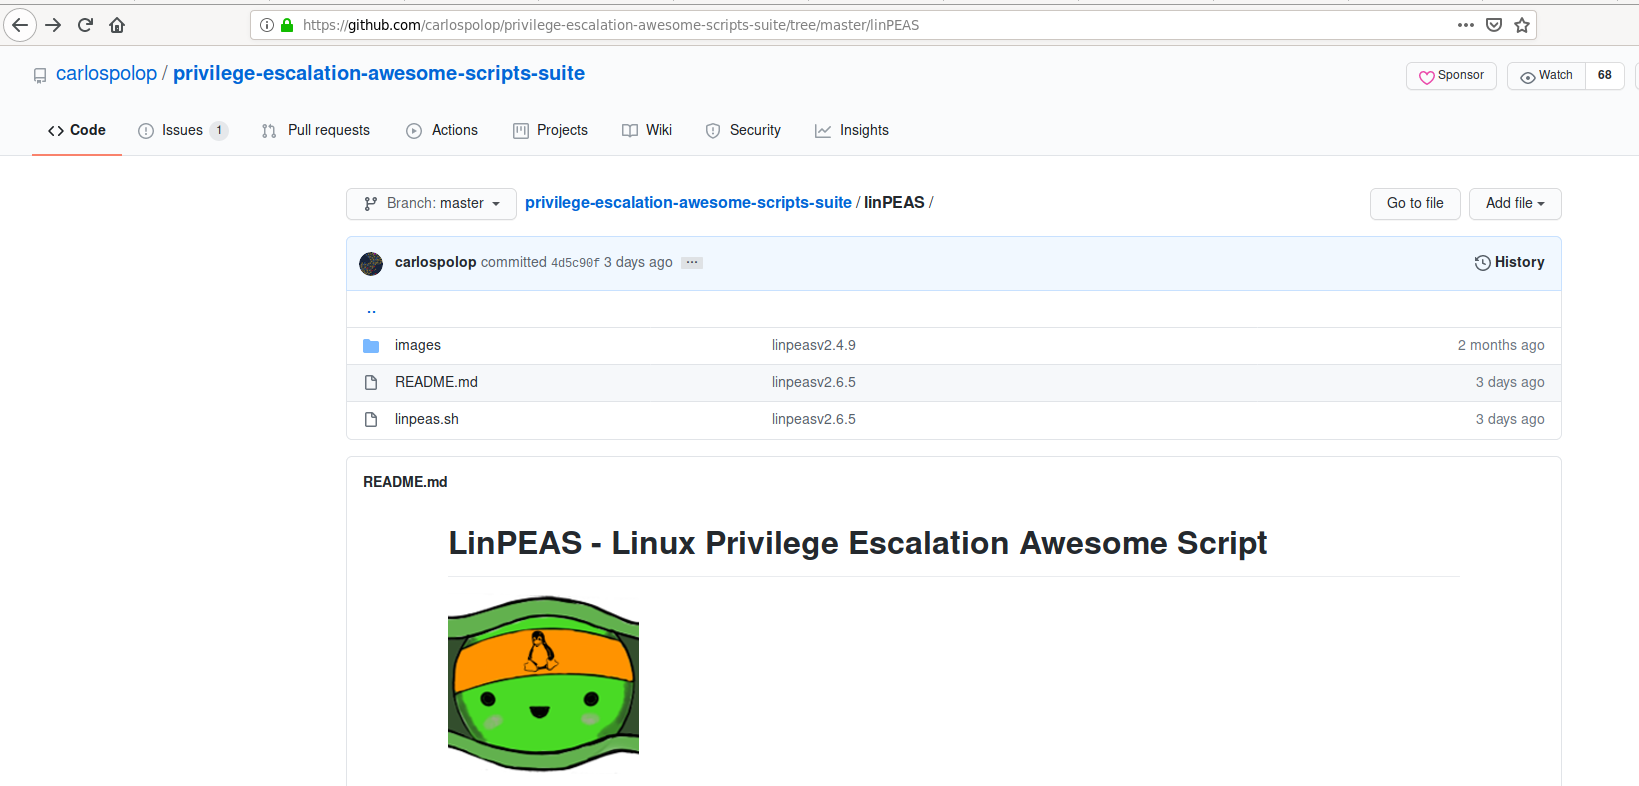 https://github.com/carlospolop/privilege-escalation-awesome-scripts-suite/tree/master/linPEAS
carlospolop / privilege-escalation-awesome-scripts-suite
Sponsor Watch 68
Code Issues 1 Pull requests Actions Projects Wiki Security Insights
Branch: master privilege-escalation-awesome-scripts-suite / linPEAS / Go to file Add file
carlospolop committed 4d5c90f 3 days ago ... History
..
images linpeasv2.4.9 2 months ago
README.md linpeasv2.6.5 3 days ago
linpeas.sh linpeasv2.6.5 3 days ago
README.md
LinPEAS - Linux Privilege Escalation Awesome Script